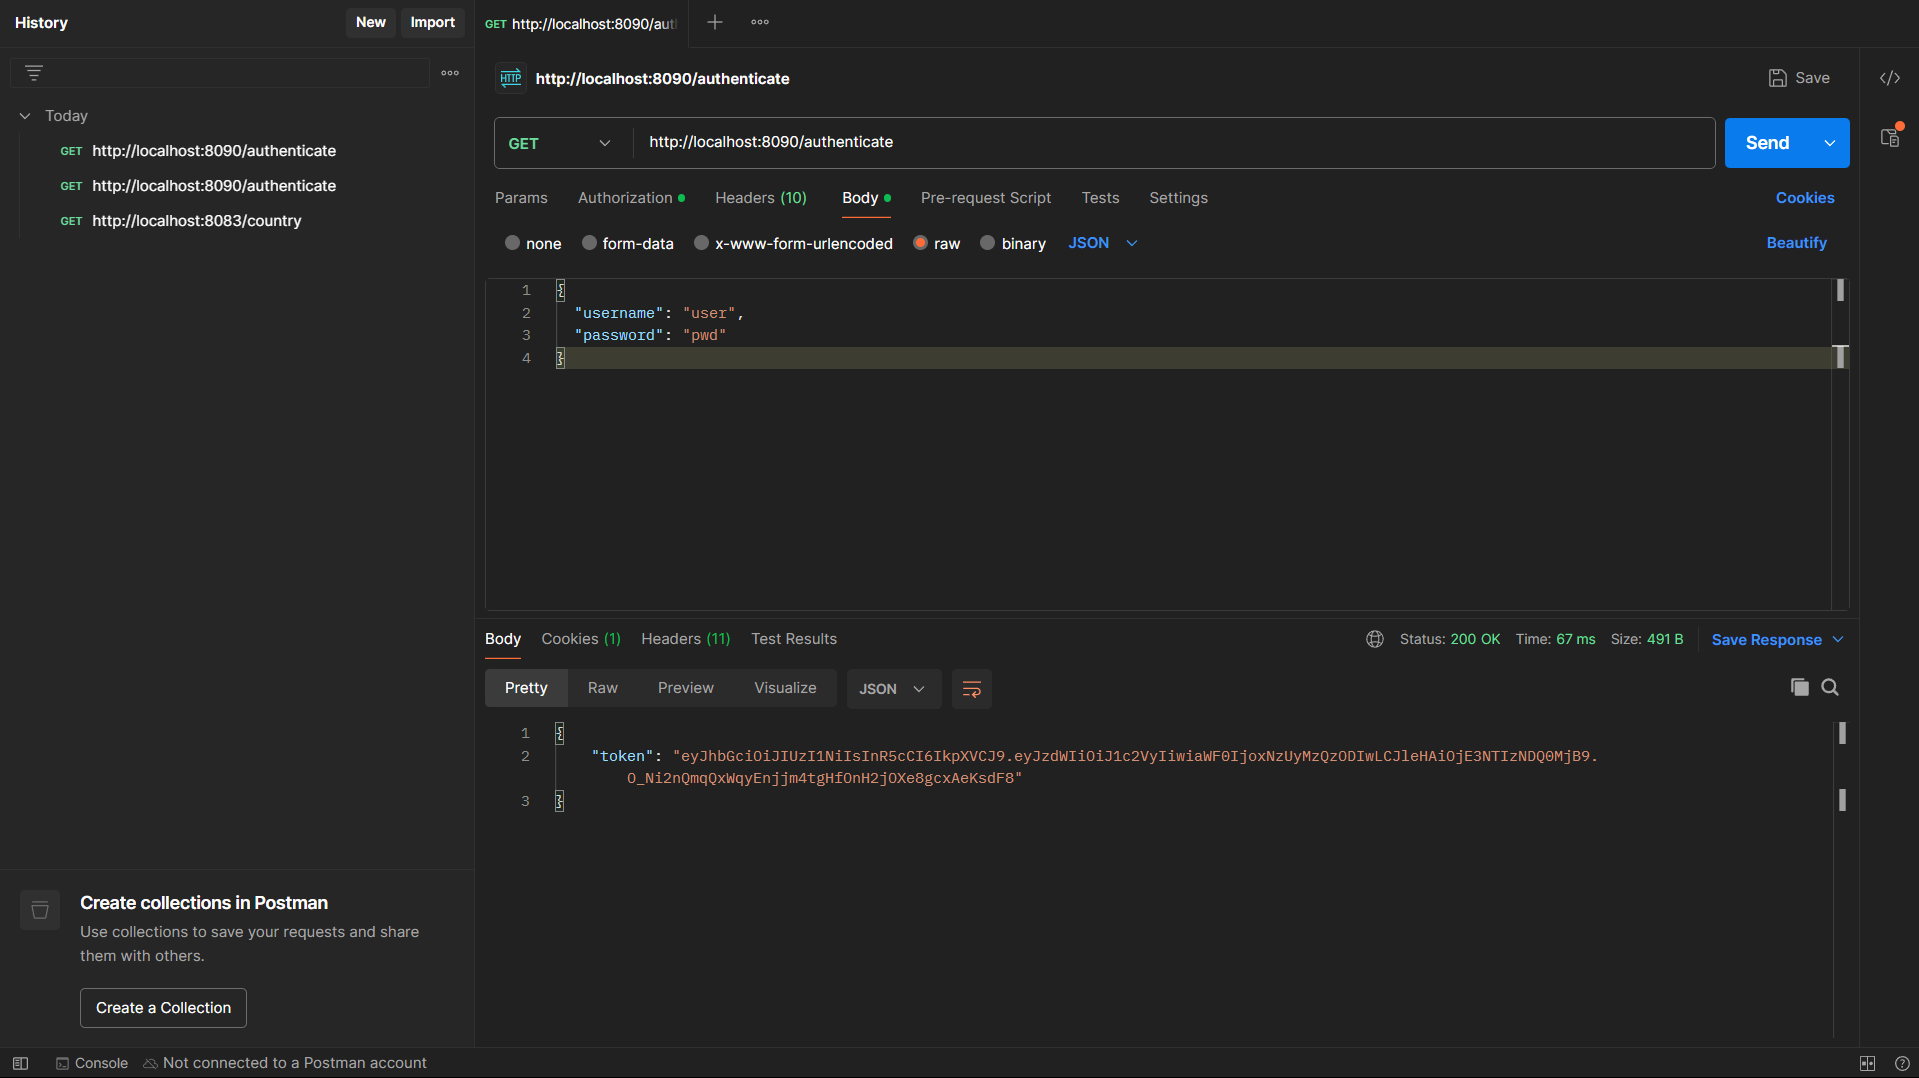 History
New
Import
GET http://localhost:8090/aut
Today
GET http://localhost:8090/authenticate
GET http://localhost:8090/authenticate
GET http://localhost:8083/country
HTTP http://localhost:8090/authenticate
Save
GET
http://localhost:8090/authenticate
Send
Params
Authorization
Headers (10)
Body
Pre-request Script
Tests
Settings
Cookies
none
form-data
x-www-form-urlencoded
raw
binary
JSON
Beautify
1 {
2 "username": "user",
3 "password": "pwd"
4 }
Body
Cookies (1)
Headers (11)
Test Results
Status: 200 OK
Time: 67 ms
Size: 491 B
Save Response
Pretty
Raw
Preview
Visualize
JSON
1 {
2 "token": "eyJhbGciOiJIUzI1NiIsInR5cCI6IkpXVCJ9.eyJzdWIiOiJ1c2VyIiwiaWF0IjoxNzUyMzQzODIwLCJleHAiOjE3NTIzNDQ0MjB9.
O_Ni2nQmqQxWqyEnjjm4tgHfOnH2jOXe8gcxAeKsdF8"
3 }
Create collections in Postman
Use collections to save your requests and share
them with others.
Create a Collection
Console
Not connected to a Postman account